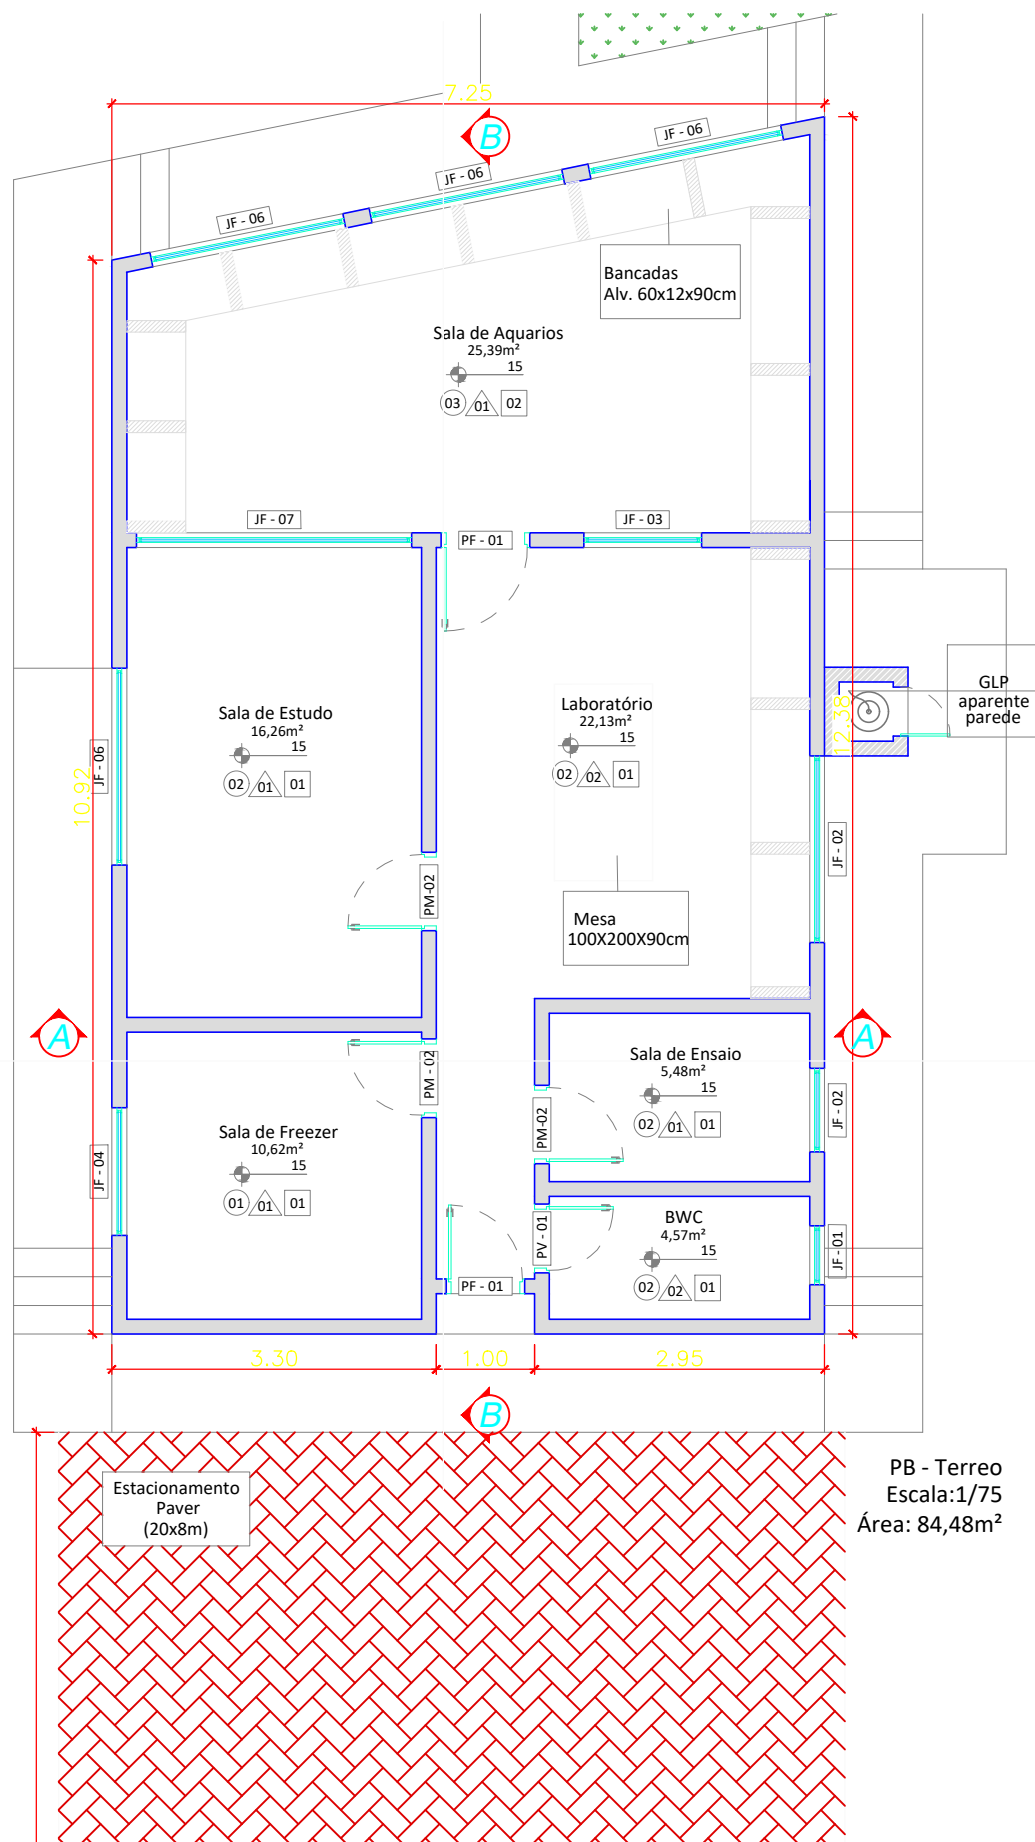 7.25
B
JF - 06
JF - 06
JF - 06
Bancadas
Alv. 60x12x90cm
Sala de Aquarios
25,39m²
15
03 01 02
JF - 07
PF - 01
JF - 03
GLP
aparente
parede
Sala de Estudo
16,26m²
15
02 01 01
Laboratório
22,13m²
15
02 02 01
12.38
10.92
JF - 06
JF - 02
PM-02
Mesa
100X200X90cm
A
A
Sala de Ensaio
5,48m²
15
02 01 01
PM - 02
PM-02
JF - 02
Sala de Freezer
10,62m²
15
01 01 01
JF - 04
BWC
4,57m²
15
02 02 01
PV - 01
JF - 01
PF - 01
3.30
1.00
2.95
B
Estacionamento
Paver
(20x8m)
PB - Terreo
Escala:1/75
Área: 84,48m²